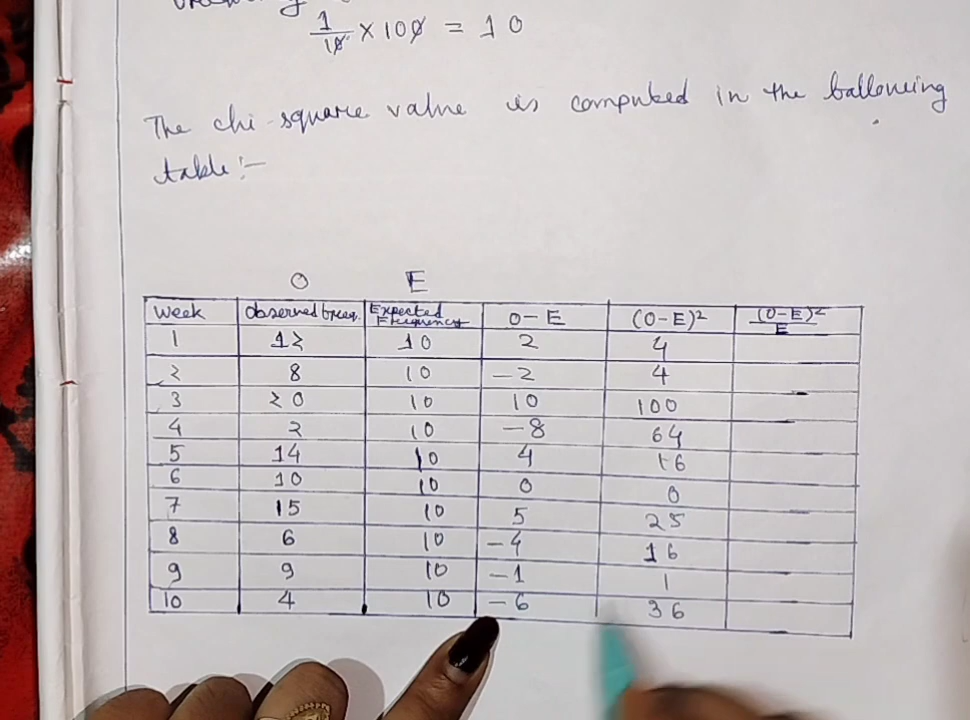 1/10 × 100 = 10
The chi-square value is computed in the ballowing
table:-
O E
Week Observed freq. Expected Frequency O-E (O-E)² (O-E)²/E
1 12 10 2 4
2 8 10 -2 4
3 20 10 10 100
4 2 10 -8 64
5 14 10 4 16
6 10 10 0 0
7 15 10 5 25
8 6 10 -4 16
9 9 10 -1 1
10 4 10 -6 36